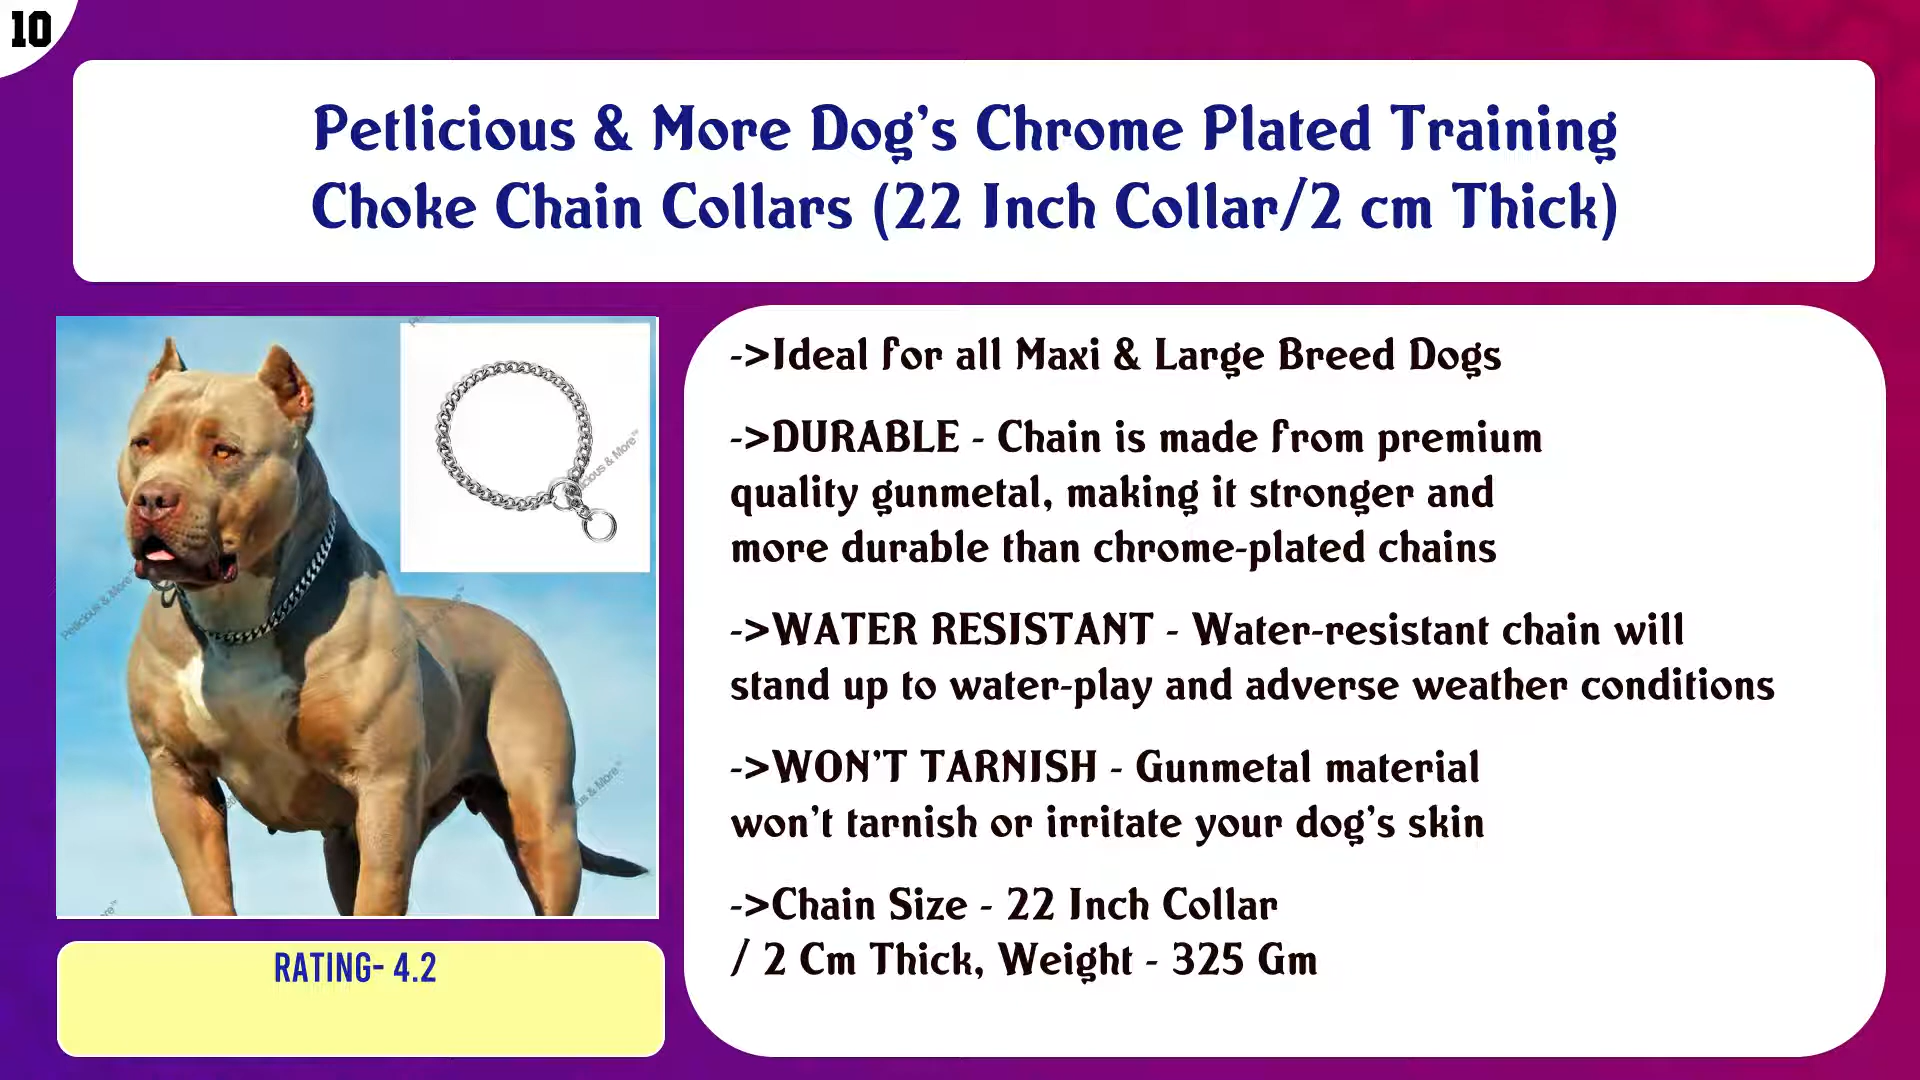 10
Petlicious & More Dog's Chrome Plated Training
Choke Chain Collars (22 Inch Collar/2 cm Thick)
->Ideal for all Maxi & Large Breed Dogs
->DURABLE - Chain is made from premium
quality gunmetal, making it stronger and
more durable than chrome-plated chains
->WATER RESISTANT - Water-resistant chain will
stand up to water-play and adverse weather conditions
->WON'T TARNISH - Gunmetal material
won't tarnish or irritate your dog's skin
->Chain Size - 22 Inch Collar
/ 2 Cm Thick, Weight - 325 Gm
Petlicious & More™
RATING- 4.2